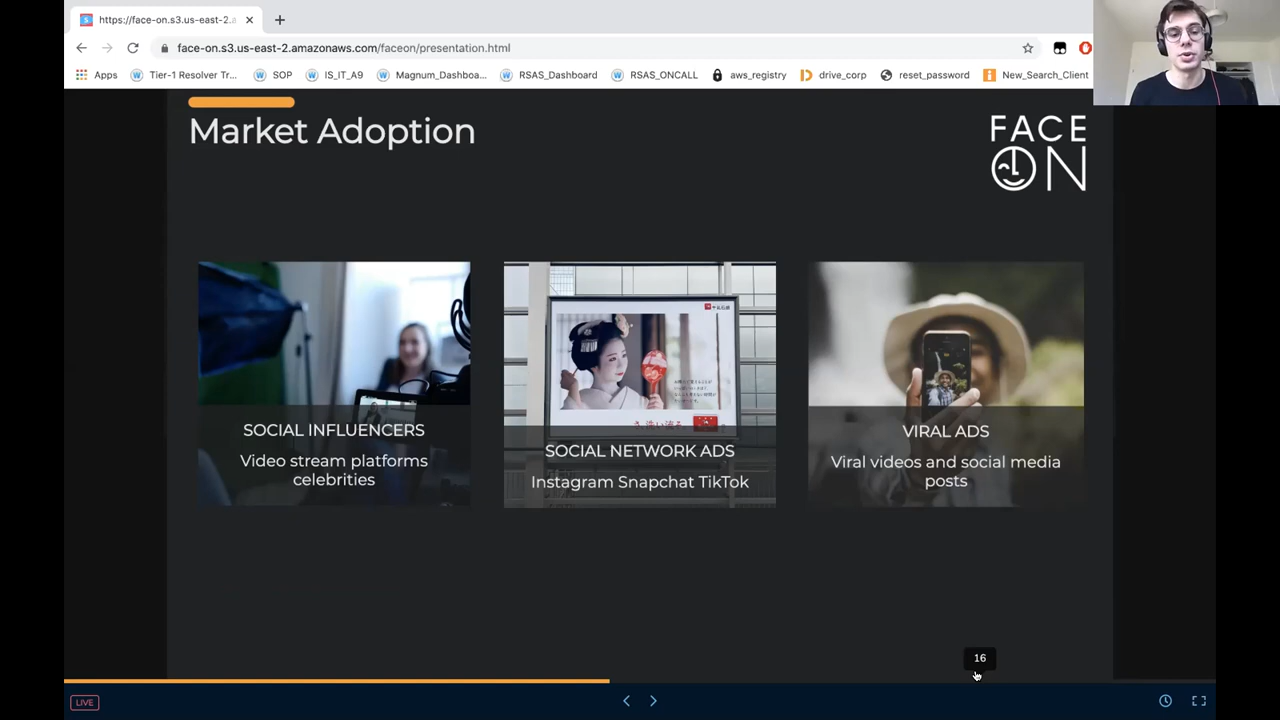 https://face-on.s3.us-east-2.a
face-on.s3.us-east-2.amazonaws.com/faceon/presentation.html
Apps
Tier-1 Resolver Tr...
SOP
IS_IT_A9
Magnum_Dashboa...
RSAS_Dashboard
RSAS_ONCALL
aws_registry
drive_corp
reset_password
New_Search_Client
Market Adoption
FACE
ON
SOCIAL INFLUENCERS
Video stream platforms
celebrities
SOCIAL NETWORK ADS
Instagram Snapchat TikTok
VIRAL ADS
Viral videos and social media
posts
16
LIVE